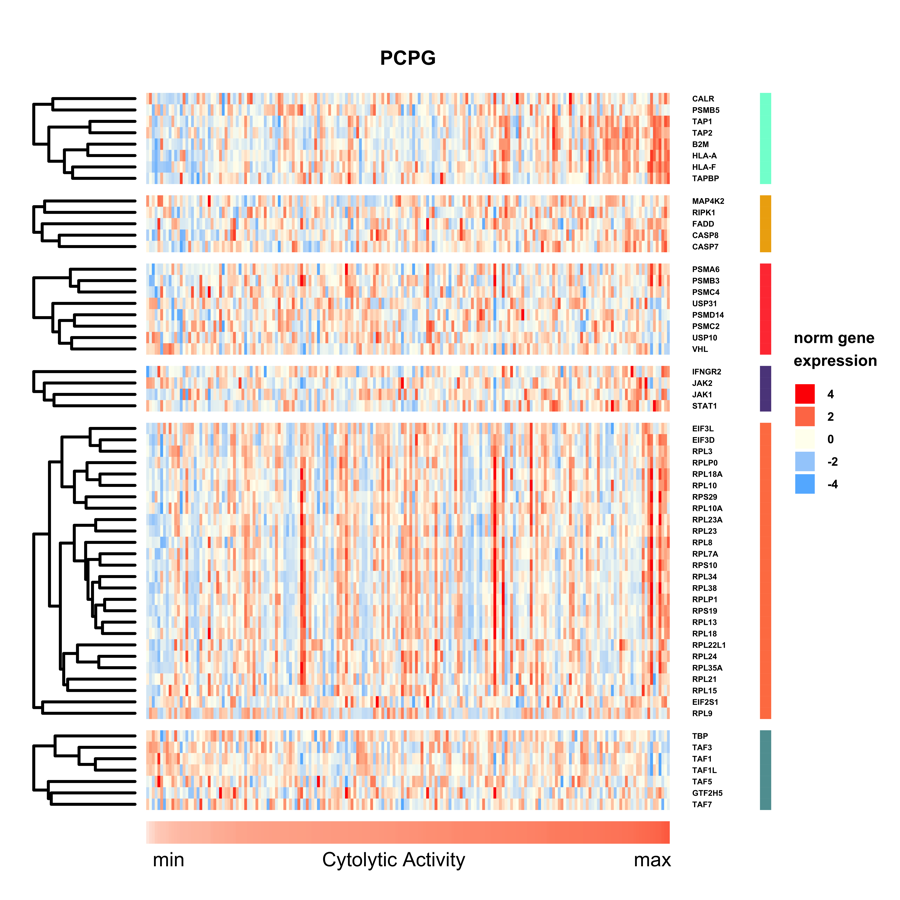 PCPG
CALR
PSMB5
TAP1
TAP2
B2M
HLA-A
HLA-F
TAPBP
MAP4K2
RIPK1
FADD
CASP8
CASP7
PSMA6
PSMB3
PSMC4
USP31
PSMD14
PSMC2
USP10
VHL
IFNGR2
JAK2
JAK1
STAT1
EIF3L
EIF3D
RPL3
RPLP0
RPL18A
RPL10
RPS29
RPL10A
RPL23A
RPL23
RPL8
RPL7A
RPS10
RPL34
RPL38
RPLP1
RPS19
RPL13
RPL18
RPL22L1
RPL24
RPL35A
RPL21
RPL15
EIF2S1
RPL9
TBP
TAF3
TAF1
TAF1L
TAF5
GTF2H5
TAF7
norm gene
expression
4
2
0
-2
-4
min Cytolytic Activity max